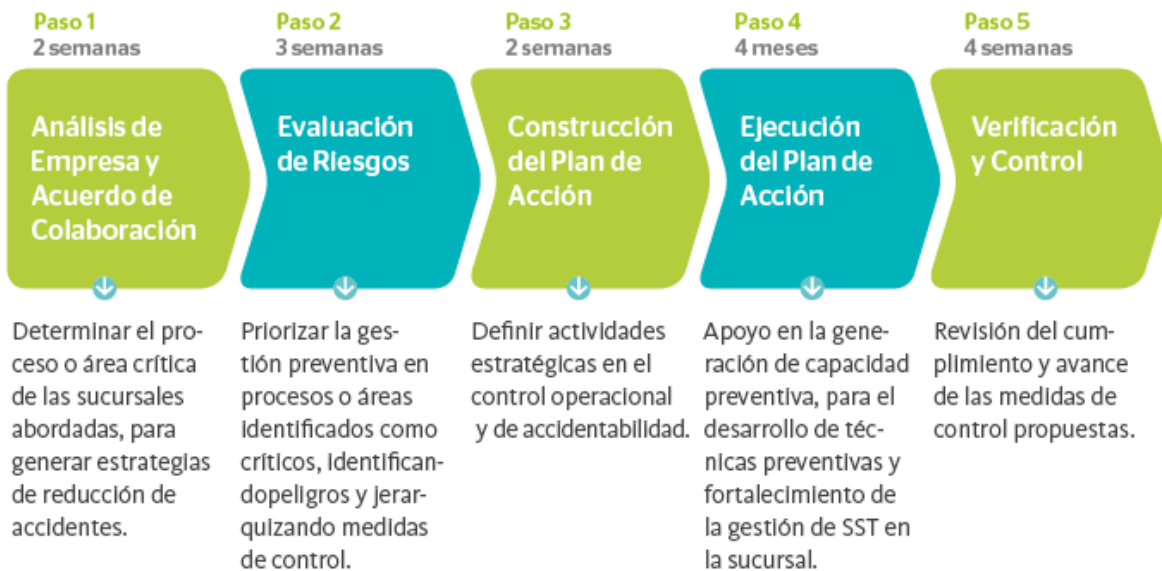 Paso 1
2 semanas
Análisis de
Empresa y
Acuerdo de
Colaboración
Determinar el pro-
ceso o área crítica
de las sucursales
abordadas, para
generar estrategias
de reducción de
accidentes.
Paso 2
3 semanas
Evaluación
de Riesgos
Priorizar la ges-
tión preventiva en
procesos o áreas
identificados como
críticos, identifican-
dopeligros y jerar-
quizando medidas
de control.
Paso 3
2 semanas
Construcción
del Plan de
Acción
Definir actividades
estratégicas en el
control operacional
y de accidentabilidad.
Paso 4
4 meses
Ejecución
del Plan de
Acción
Apoyo en la gene-
ración de capacidad
preventiva, para el
desarrollo de téc-
nicas preventivas y
fortalecimiento de
la gestión de SST en
la sucursal.
Paso 5
4 semanas
Verificación
y Control
Revisión del cum-
plimiento y avance
de las medidas de
control propuestas.